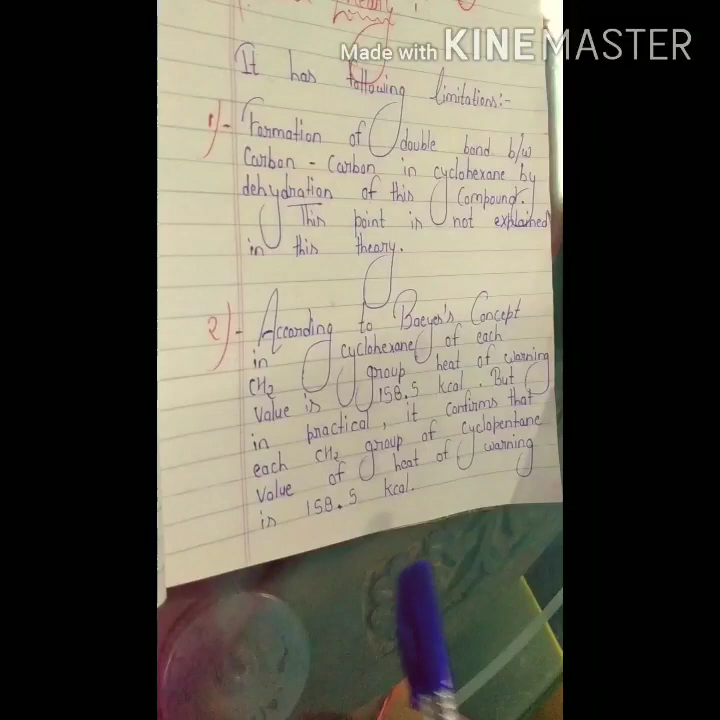 Made with KINEMASTER
It has following limitations:-
1)- Formation of double bond b/w
Carbon - Carbon in cyclohexane by
dehydration of this Compound.
This point is not explained
in this theory.
2)- According to Baeyer's Concept
in cyclohexane of each
CH2 group heat of warning
value is 158.5 kcal. But
in practical, it confirms that
each CH2 group of cyclopentane
value of heat of warning
is 158.5 kcal.